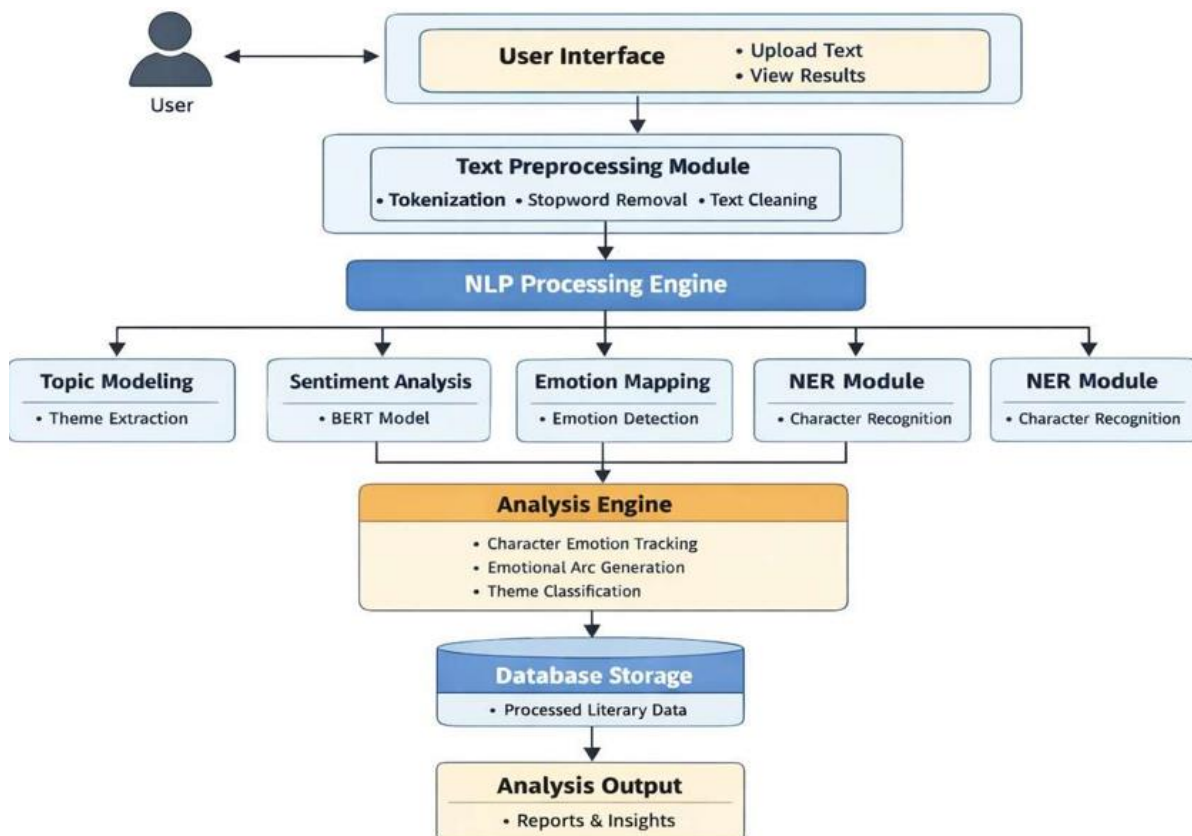 User Interface
• Upload Text
• View Results
User
Text Preprocessing Module
• Tokenization • Stopword Removal • Text Cleaning
NLP Processing Engine
Topic Modeling
• Theme Extraction
Sentiment Analysis
• BERT Model
Emotion Mapping
• Emotion Detection
NER Module
• Character Recognition
NER Module
• Character Recognition
Analysis Engine
• Character Emotion Tracking
• Emotional Arc Generation
• Theme Classification
Database Storage
• Processed Literary Data
Analysis Output
• Reports & Insights